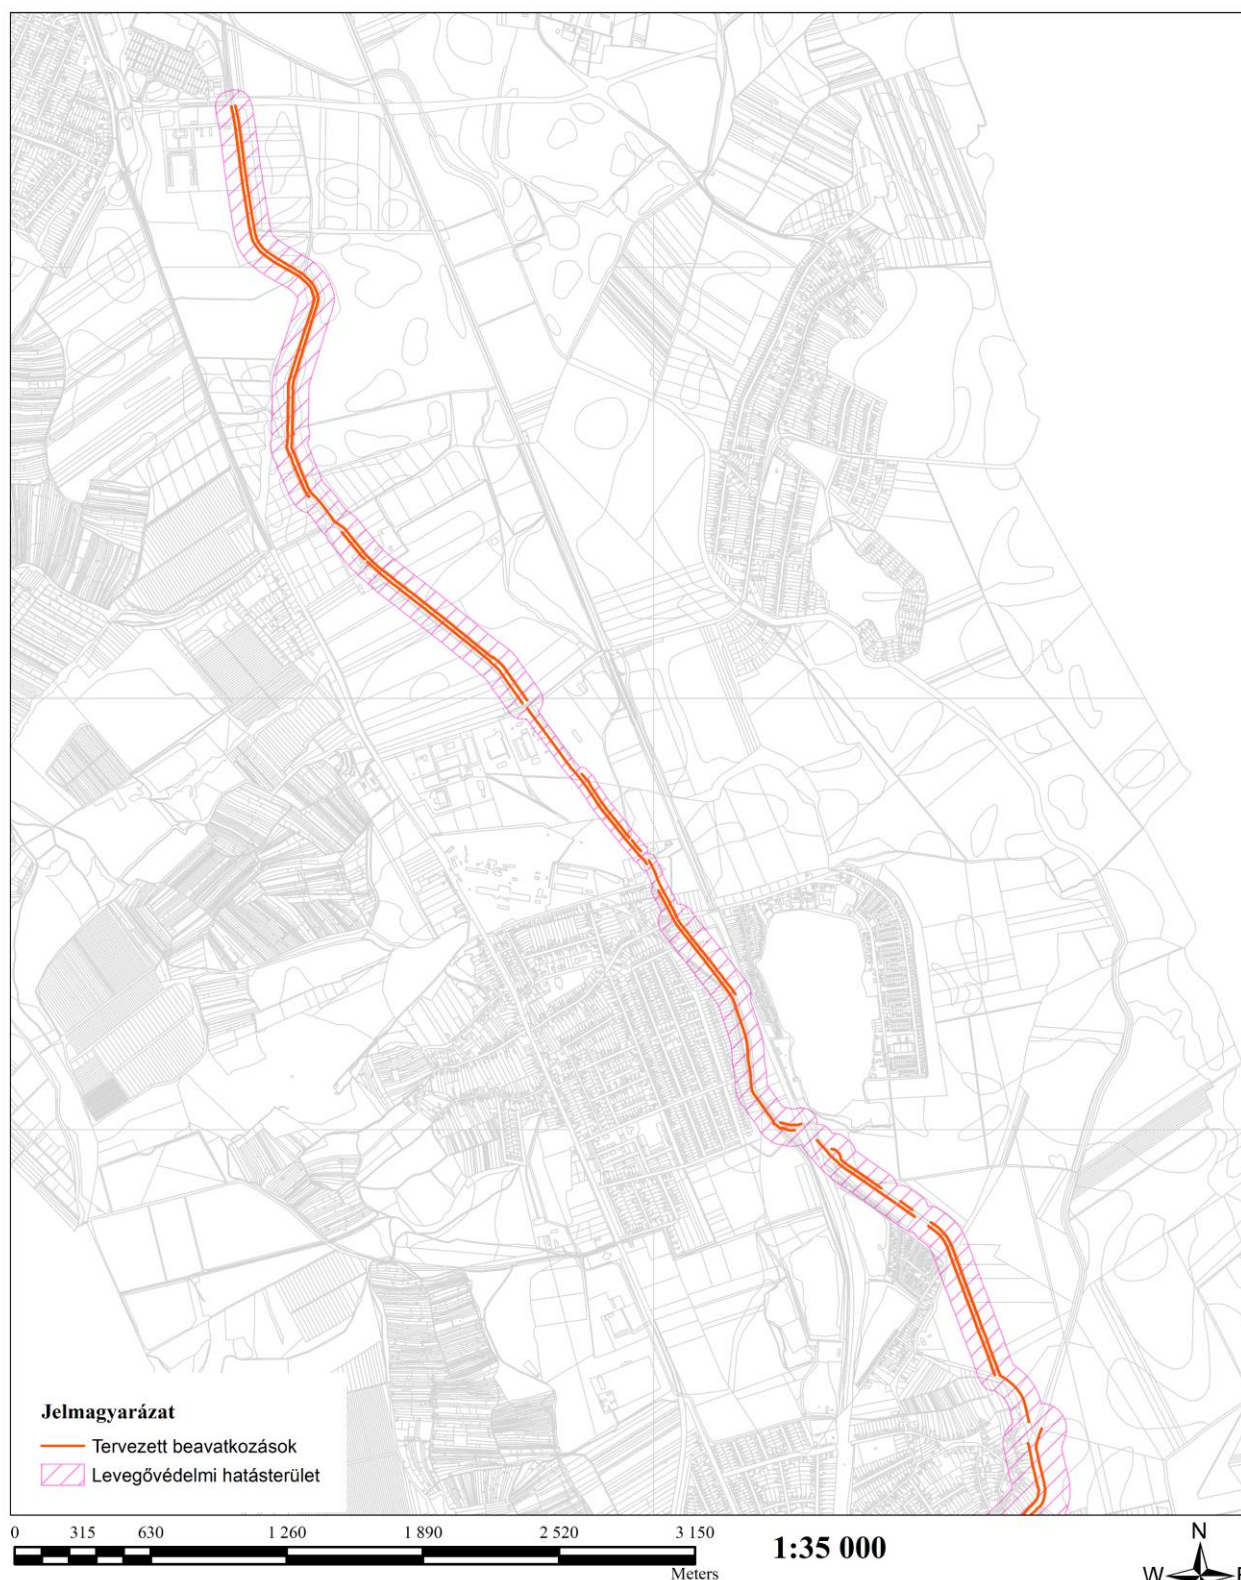 Jelmagyarázat
Tervezett beavatkozások
Levegővédelmi hatásterület
0 315 630 1 260 1 890 2 520 3 150
Meters
1:35 000
N
W E